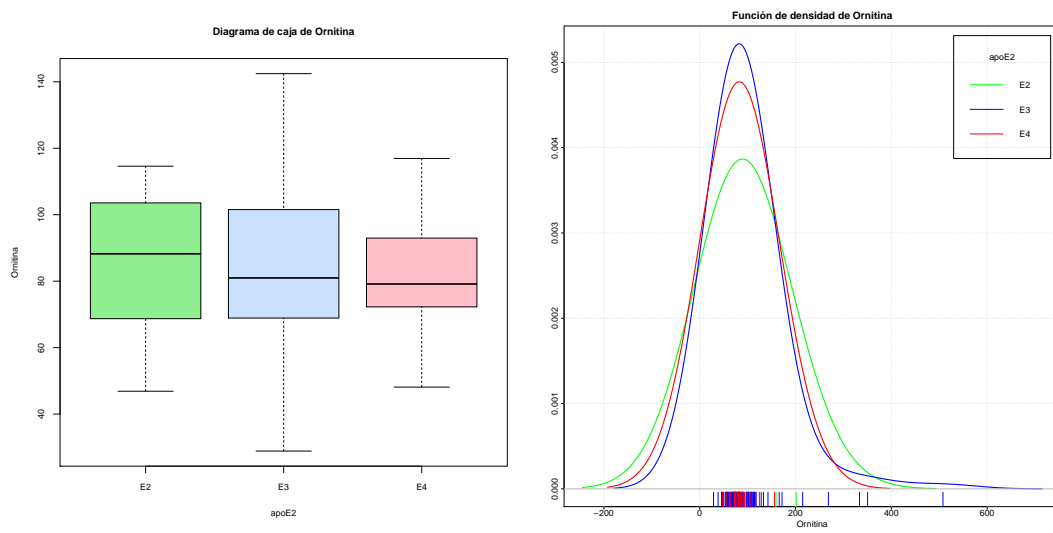 Diagrama de caja de Ornitina
Ornitina
40
60
80
100
120
140
E2
E3
E4
apoE2
Función de densidad de Ornitina
apoE2
E2
E3
E4
0.000
0.001
0.002
0.003
0.004
0.005
−200
0
200
400
600
Ornitina